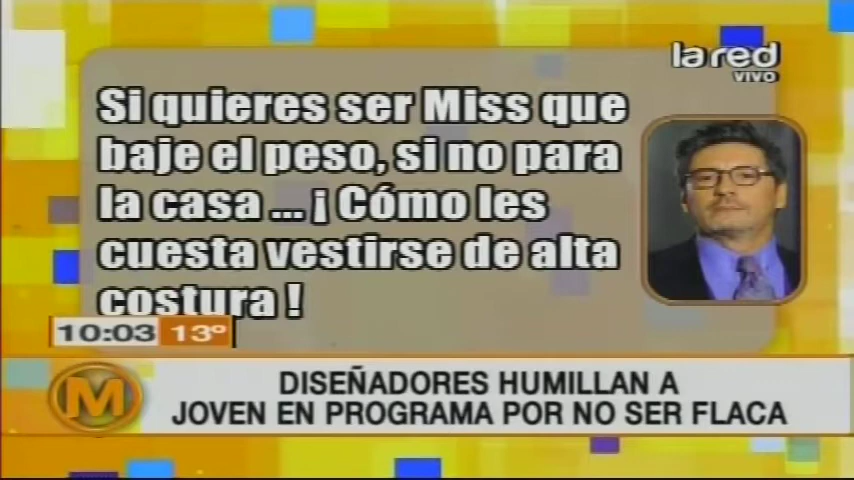 la red
VIVO
Si quieres ser Miss que
baje el peso, si no para
la casa ... ¡ Cómo les
cuesta vestirse de alta
costura !
10:03 13º
M
DISEÑADORES HUMILLAN A
JOVEN EN PROGRAMA POR NO SER FLACA